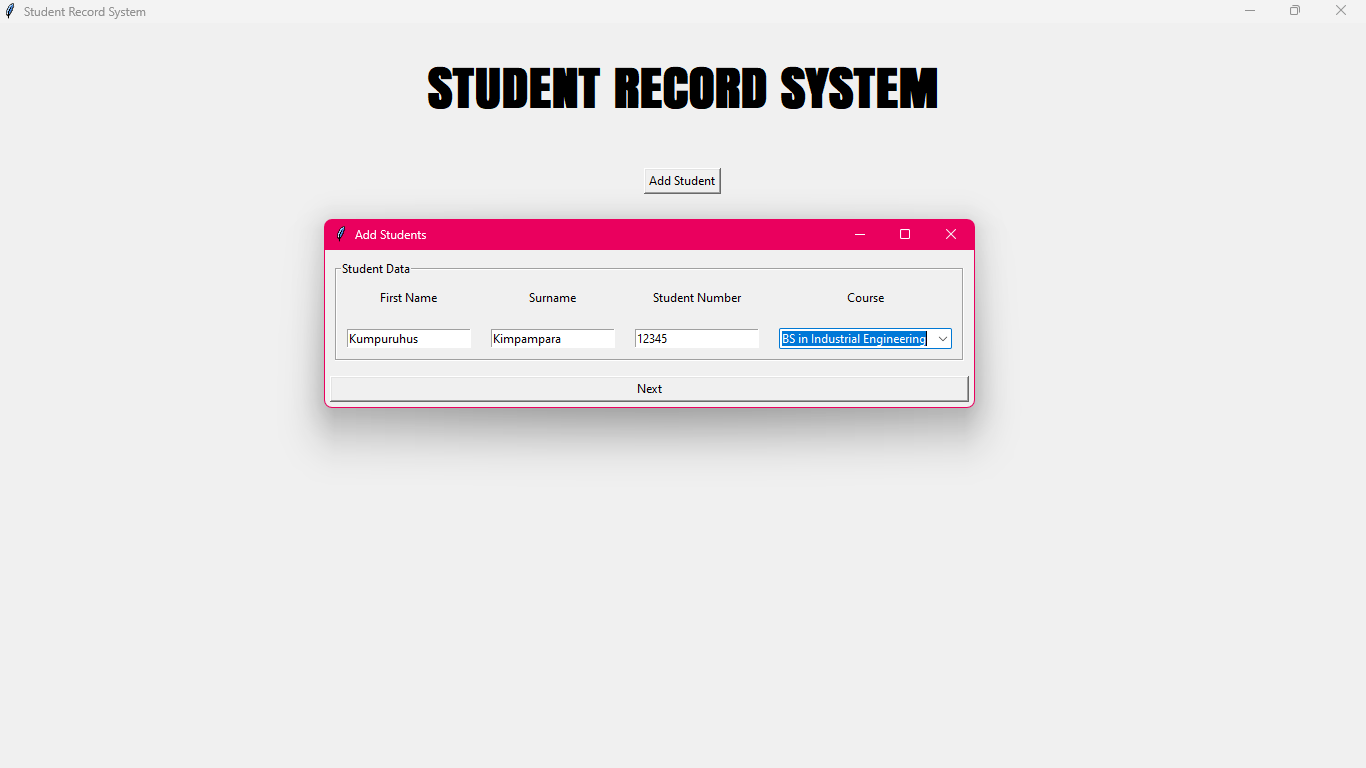 Student Record System
STUDENT RECORD SYSTEM
Add Student
Add Students
Student Data
First Name Surname Student Number Course
Kumpuruhus Kimpampara 12345 BS in Industrial Engineering
Next